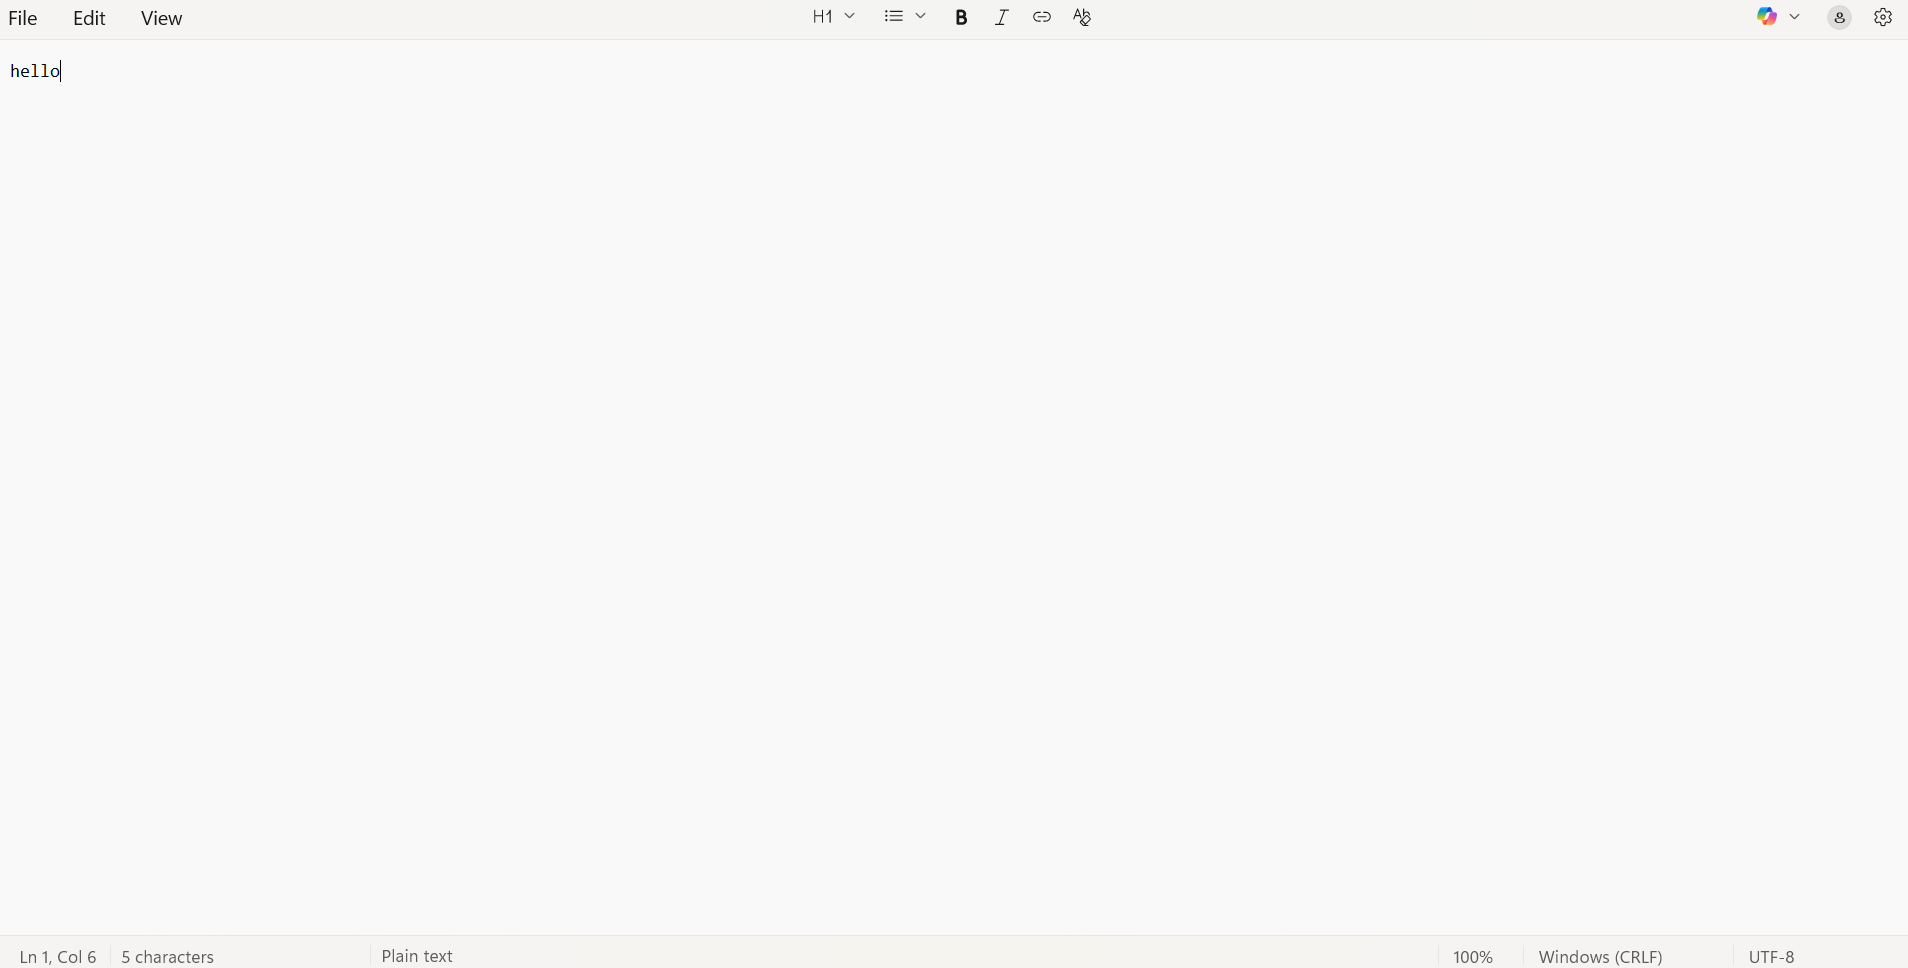 File Edit View H1 B I
hello
Ln 1, Col 6 5 characters Plain text 100% Windows (CRLF) UTF-8